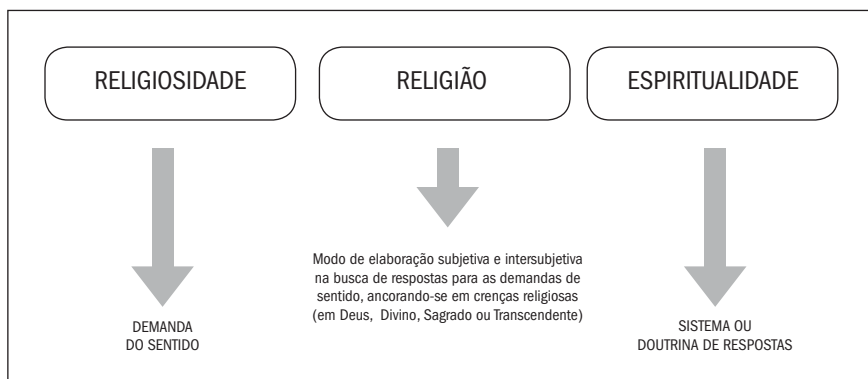 RELIGIOSIDADE
RELIGIÃO
ESPIRITUALIDADE
Modo de elaboração subjetiva e intersubjetiva
na busca de respostas para as demandas de
sentido, ancorando-se em crenças religiosas
(em Deus, Divino, Sagrado ou Transcendente)
DEMANDA
DO SENTIDO
SISTEMA OU
DOUTRINA DE RESPOSTAS